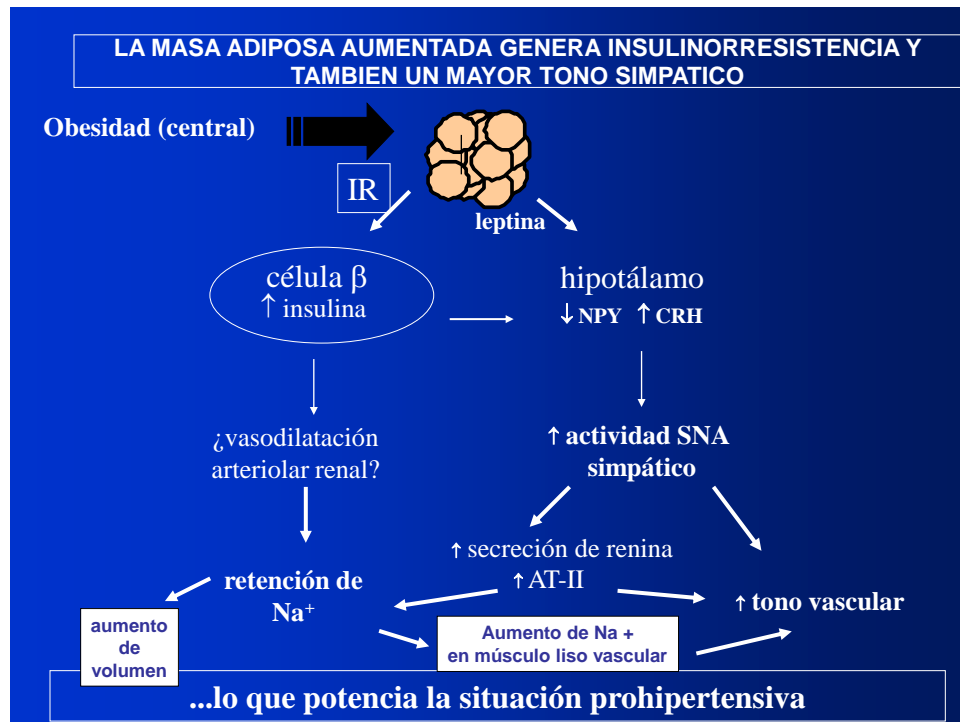 LA MASA ADIPOSA AUMENTADA GENERA INSULINORRESISTENCIA Y
TAMBIEN UN MAYOR TONO SIMPATICO
Obesidad (central)
IR
leptina
célula β
↑ insulina
hipotálamo
↓ NPY ↑ CRH
¿vasodilatación
arteriolar renal?
↑ actividad SNA
simpático
↑ secreción de renina
↑ AT-II
retención de
Na⁺
↑ tono vascular
aumento
de
volumen
Aumento de Na +
en músculo liso vascular
...lo que potencia la situación prohipertensiva